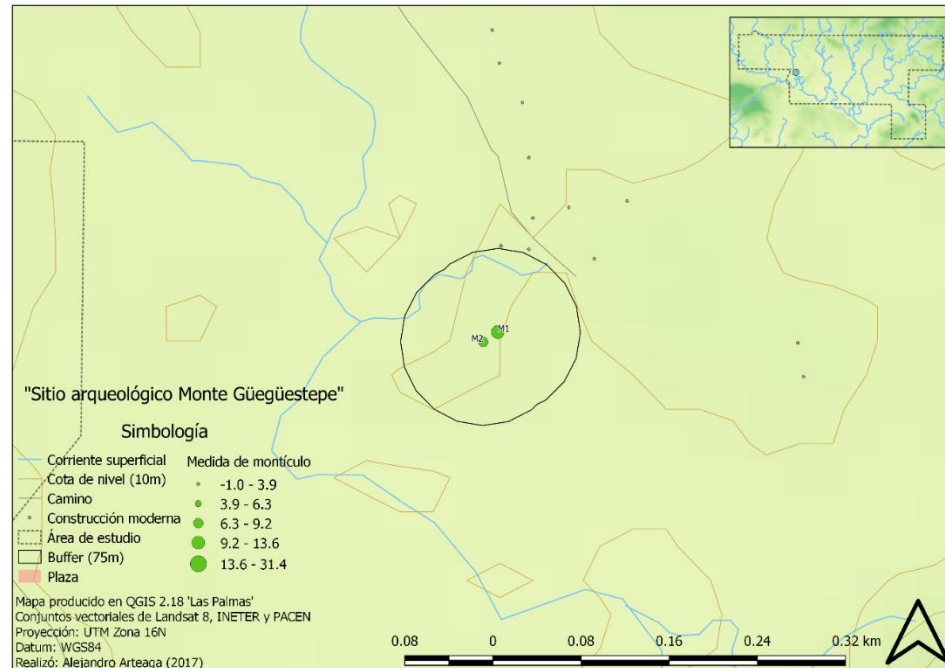 M1
M2
"Sitio arqueológico Monte Güegüestepe"
Simbología
Corriente superficial
Cota de nivel (10m)
Camino
Construcción moderna
Área de estudio
Buffer (75m)
Plaza
Medida de montículo
-1.0 - 3.9
3.9 - 6.3
6.3 - 9.2
9.2 - 13.6
13.6 - 31.4
Mapa producido en QGIS 2.18 'Las Palmas'
Conjuntos vectoriales de Landsat 8, INETER y PACEN
Proyección: UTM Zona 16N
Datum: WGS84
Realizó: Alejandro Arteaga (2017)
0.08 0 0.08 0.16 0.24 0.32 km